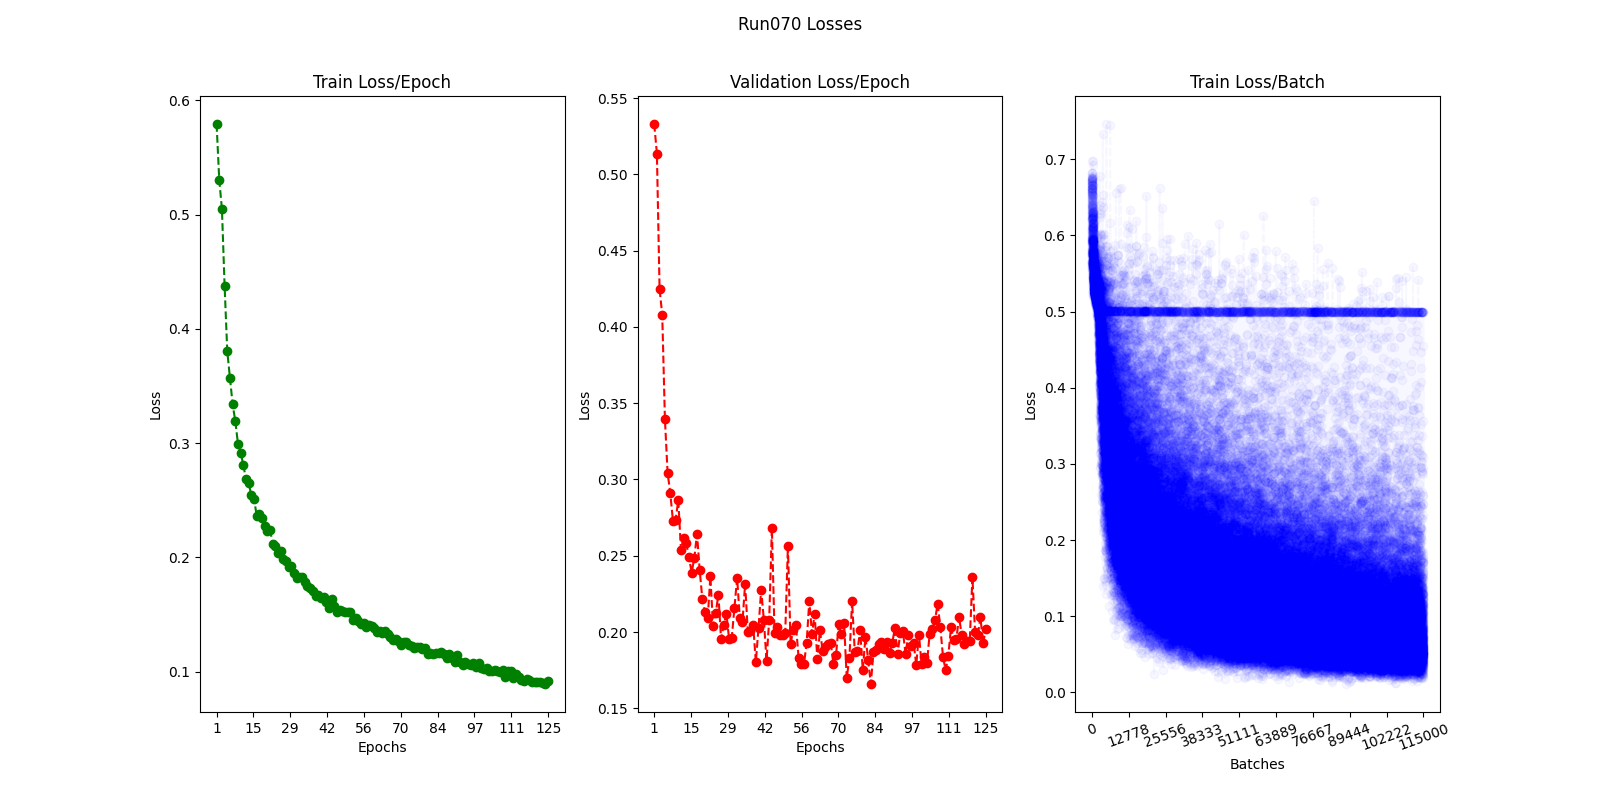 Run070 Losses
Train Loss/Epoch
Validation Loss/Epoch
Train Loss/Batch
Loss
0.6
0.5
0.4
0.3
0.2
0.1
1 15 29 42 56 70 84 97 111 125
Epochs
Loss
0.55
0.50
0.45
0.40
0.35
0.30
0.25
0.20
0.15
1 15 29 42 56 70 84 97 111 125
Epochs
Loss
0.7
0.6
0.5
0.4
0.3
0.2
0.1
0.0
0 12778 25556 38333 51111 63889 76667 89444 102222 115000
Batches